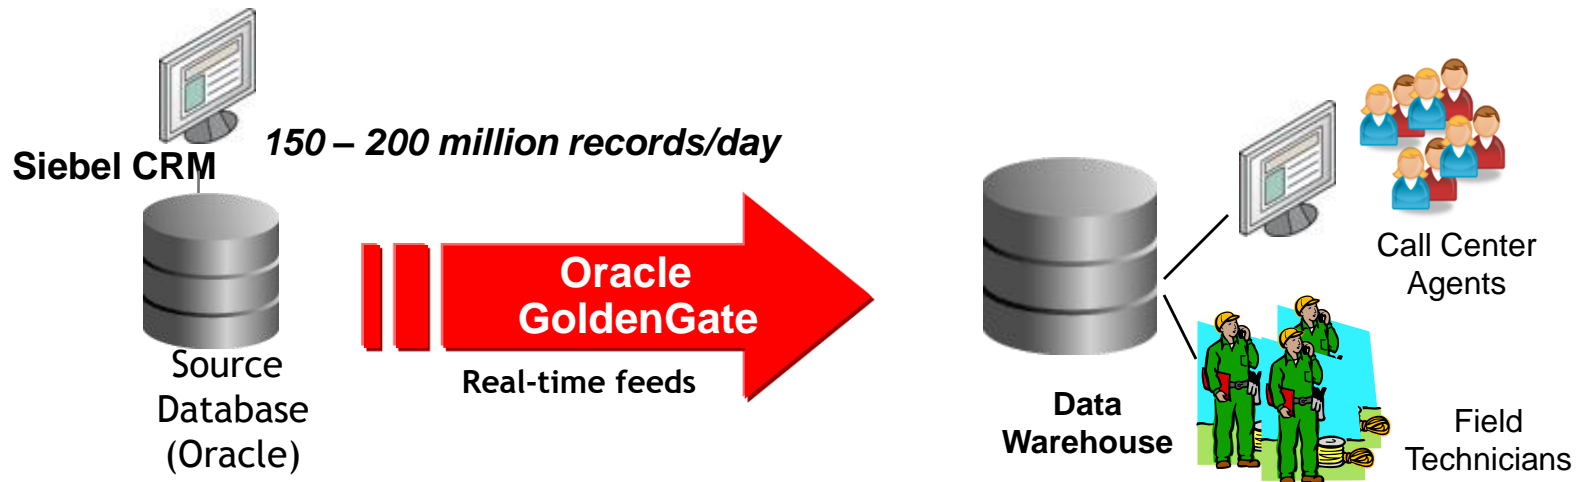 150 – 200 million records/day
Siebel CRM
Oracle
GoldenGate
Real-time feeds
Source
Database
(Oracle)
Data
Warehouse
Call Center
Agents
Field
Technicians